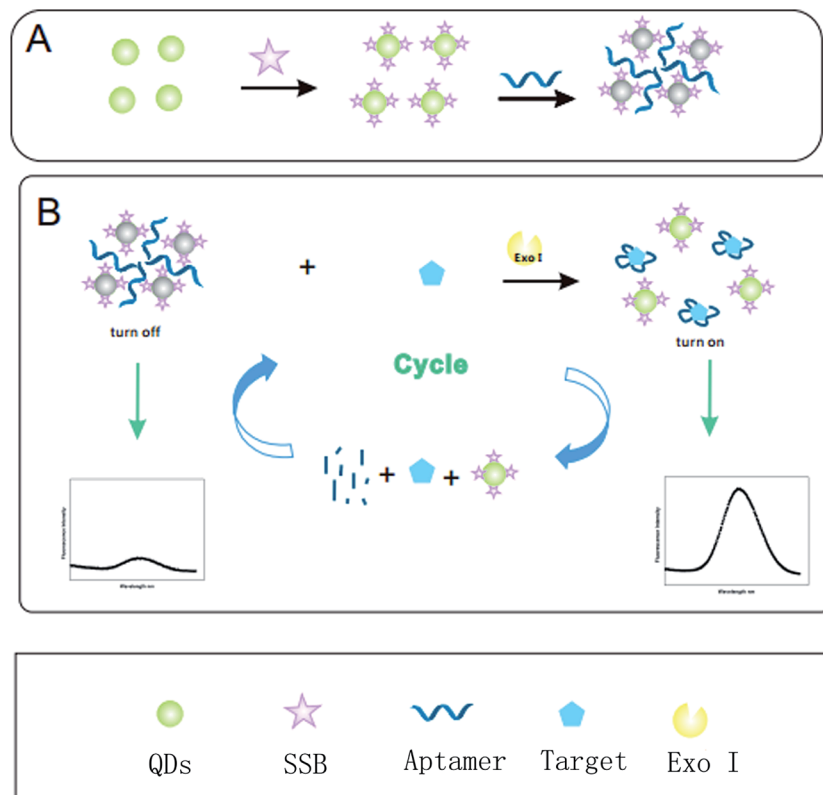 A
B
+
Exo I
turn off
turn on
Cycle
+ +
Fluorescence Intensity
Wavelength nm
Fluorescence Intensity
Wavelength nm
QDs SSB Aptamer Target Exo I